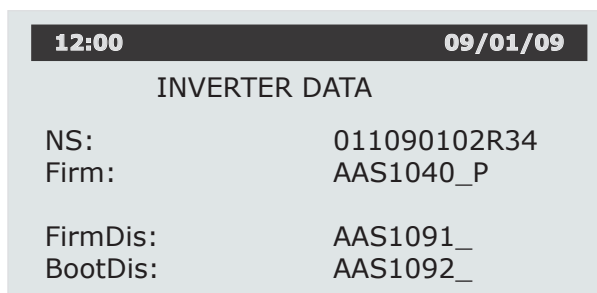 12:00 09/01/09
INVERTER DATA
NS: 011090102R34
Firm: AAS1040_P
FirmDis: AAS1091_
BootDis: AAS1092_